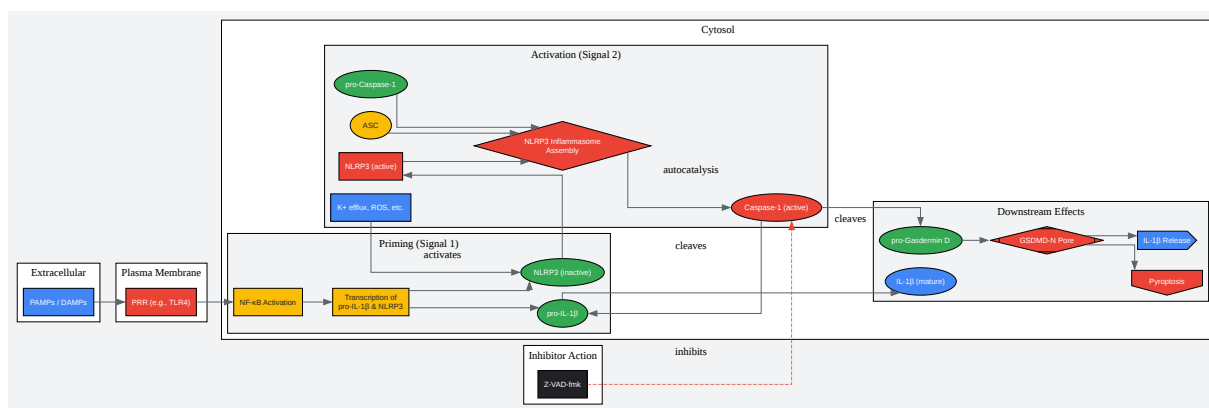 Cytosol
Activation (Signal 2)
pro-Caspase-1
ASC
NLRP3 Inflammasome
Assembly
NLRP3 (active)
autocatalysis
K+ efflux, ROS, etc.
Caspase-1 (active)
cleaves
Downstream Effects
Priming (Signal 1)
activates
cleaves
pro-Gasdermin D
GSDMD-N Pore
IL-1β Release
Extracellular
Plasma Membrane
NLRP3 (inactive)
IL-1β (mature)
Pyroptosis
PAMPs / DAMPs
PRR (e.g., TLR4)
NF-κB Activation
Transcription of
pro-IL-1β & NLRP3
pro-IL-1β
Inhibitor Action
inhibits
Z-VAD-fmk